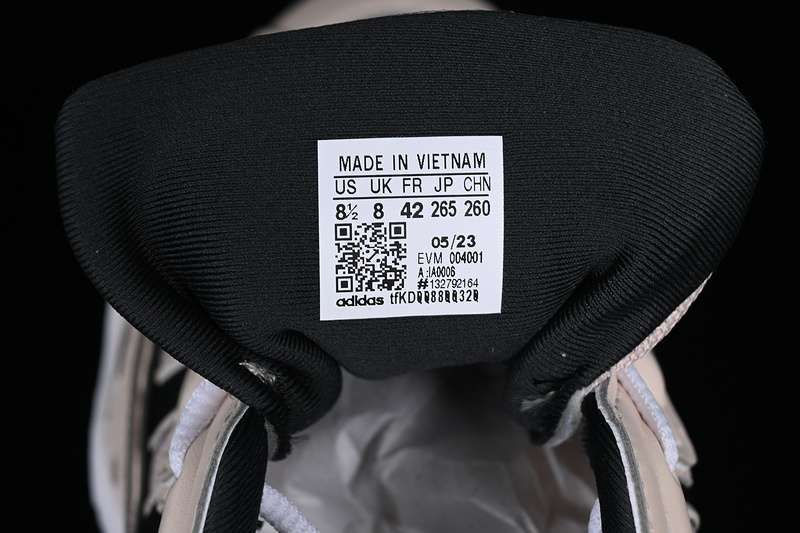 MADE IN VIETNAM
US UK FR JP CHN
8½ 8 42 265 260
05/23
EVM 004001
A :IA0006
#132792164
adidas